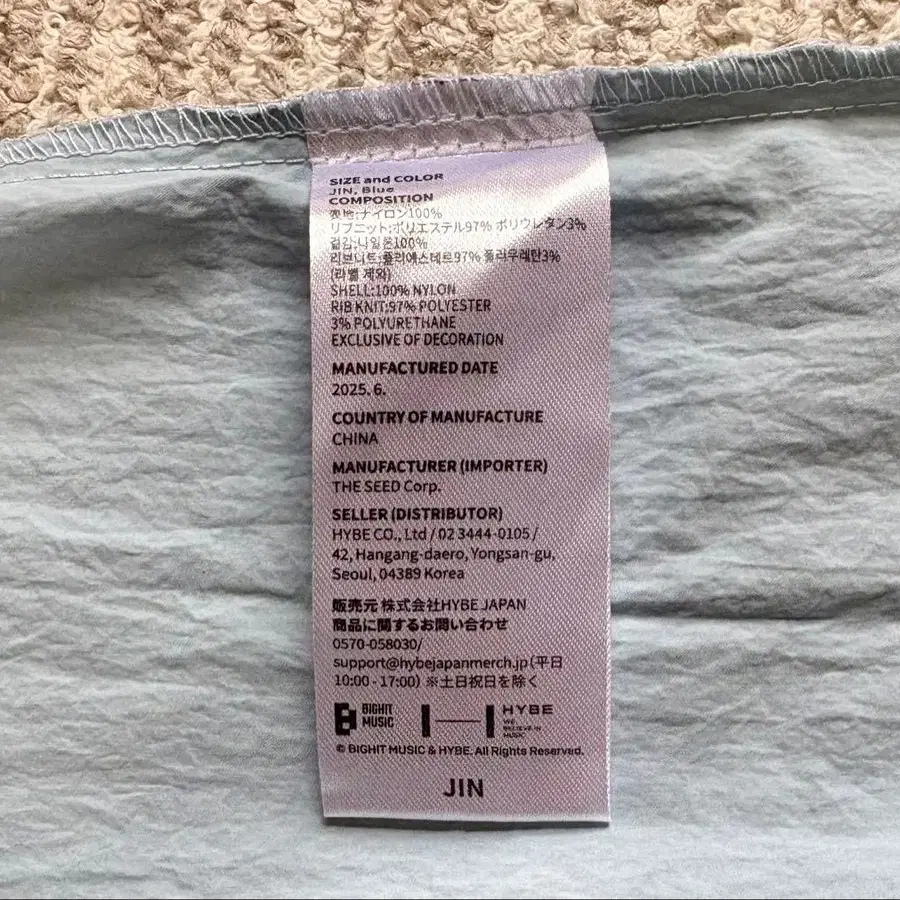 SIZE and COLOR
JIN, Blue
COMPOSITION
表地:ナイロン100%
リブニット:ポリエステル97% ポリウレタン3%
겉감:나일론100%
리브니트:폴리에스테르97% 폴리우레탄3%
(라벨 제외)
SHELL:100% NYLON
RIB KNIT:97% POLYESTER
3% POLYURETHANE
EXCLUSIVE OF DECORATION
MANUFACTURED DATE
2025. 6.
COUNTRY OF MANUFACTURE
CHINA
MANUFACTURER (IMPORTER)
THE SEED Corp.
SELLER (DISTRIBUTOR)
HYBE CO., Ltd / 02 3444-0105 /
42, Hangang-daero, Yongsan-gu,
Seoul, 04389 Korea
販売元 株式会社HYBE JAPAN
商品に関するお問い合わせ
0570-058030/
support@hybejapanmerch.jp (平日
10:00 - 17:00) ※土日祝日を除く
BIGHIT
MUSIC
HYBE
WE
BELIEVE IN
MUSIC
© BIGHIT MUSIC & HYBE. All Rights Reserved.
JIN